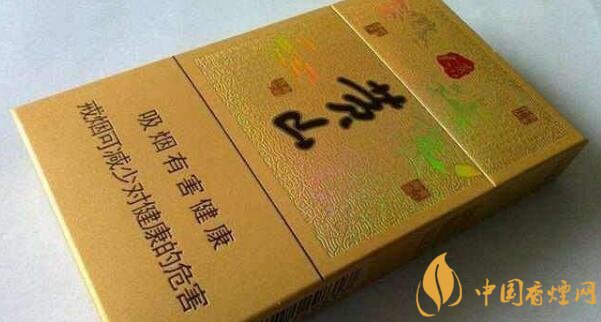 黄山
吸烟有害健康
戒烟可减少对健康的危害
中国香烟网